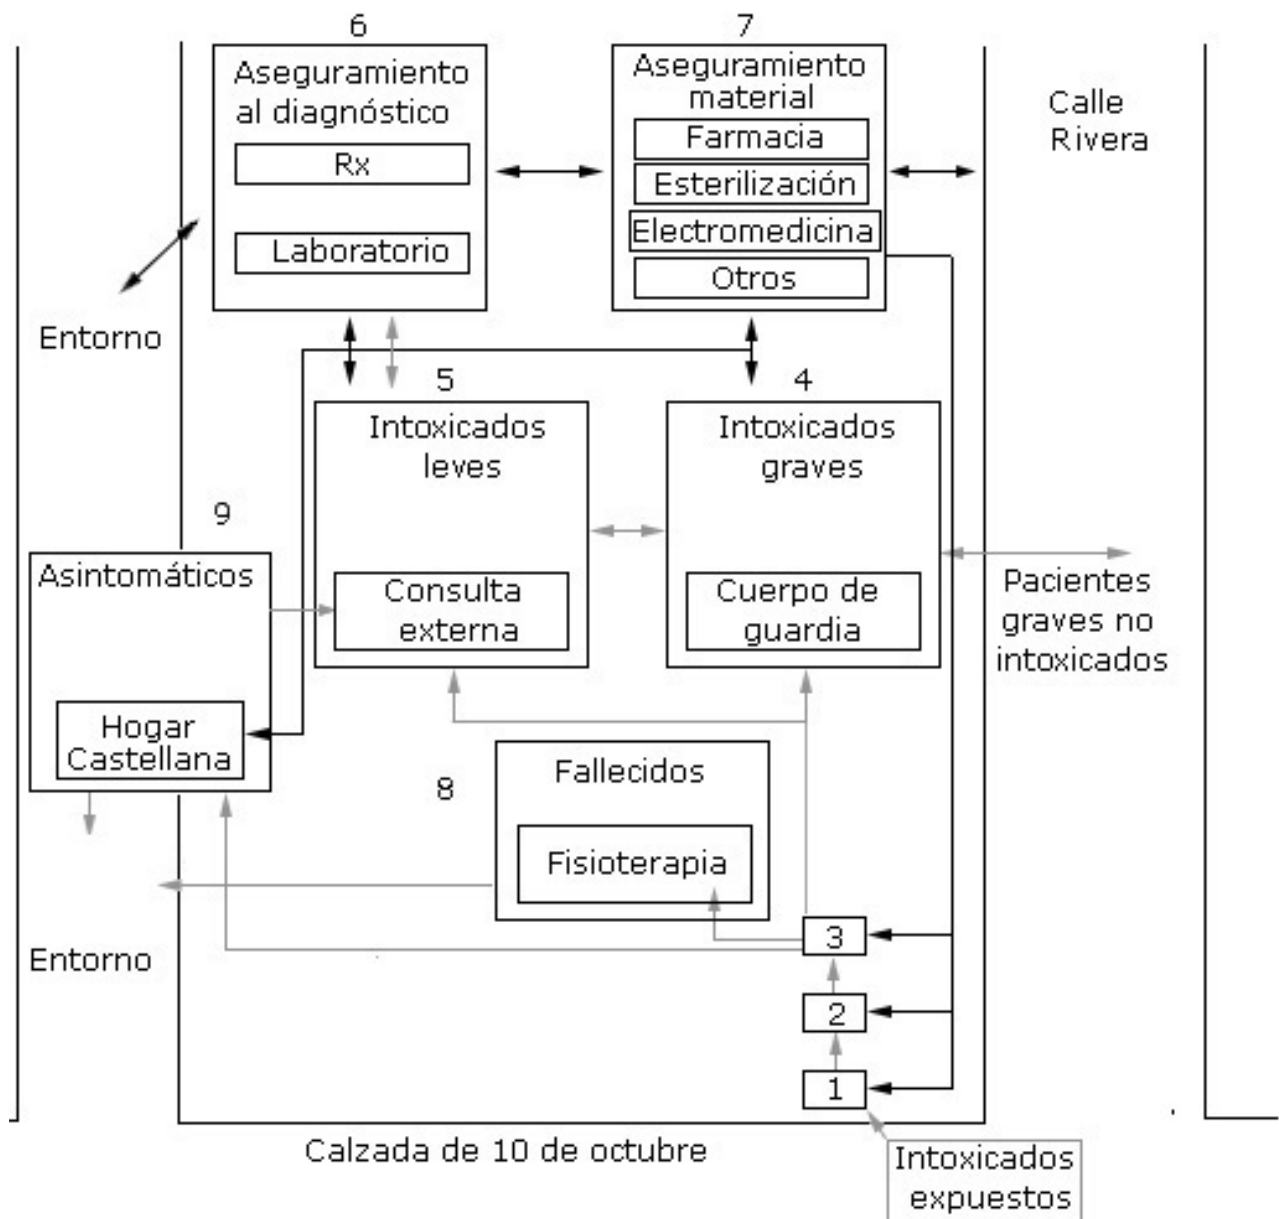 6
7
Aseguramiento
al diagnóstico
Rx
Laboratorio
Aseguramiento
material
Farmacia
Esterilización
Electromedicina
Otros
Calle
Rivera
Entorno
5
4
Intoxicados
leves
Consulta
externa
Intoxicados
graves
Cuerpo de
guardia
9
Asintomáticos
Hogar
Castellana
Pacientes
graves no
intoxicados
8
Fallecidos
Fisioterapia
Entorno
3
2
1
Calzada de 10 de octubre
Intoxicados
expuestos